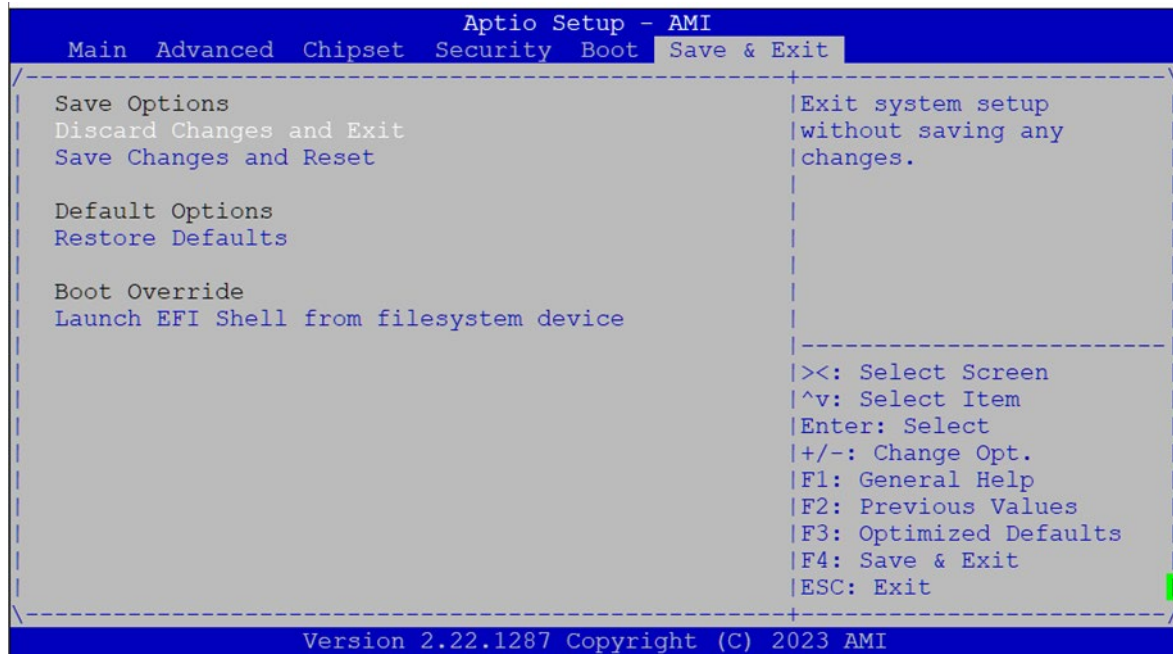 Aptio Setup - AMI
Main Advanced Chipset Security Boot Save & Exit
Save Options
Discard Changes and Exit
Save Changes and Reset
Default Options
Restore Defaults
Boot Override
Launch EFI Shell from filesystem device
Exit system setup
without saving any
changes.
><: Select Screen
^v: Select Item
Enter: Select
+/-: Change Opt.
F1: General Help
F2: Previous Values
F3: Optimized Defaults
F4: Save & Exit
ESC: Exit
Version 2.22.1287 Copyright (C) 2023 AMI